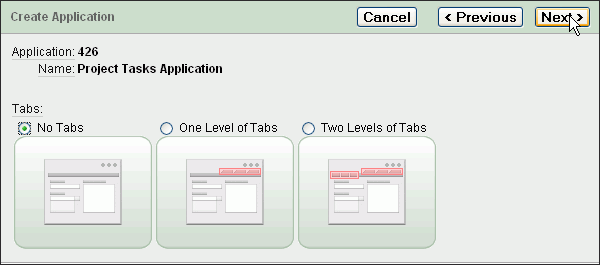 Create Application Cancel < Previous Next >
Application: 426
Name: Project Tasks Application
Tabs:
No Tabs One Level of Tabs Two Levels of Tabs